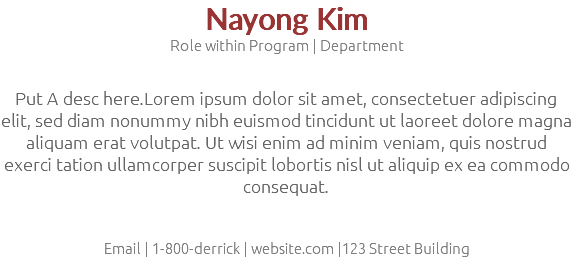 Nayong Kim
Role within Program | Department
Put A desc here.Lorem ipsum dolor sit amet, consectetuer adipiscing
elit, sed diam nonummy nibh euismod tincidunt ut laoreet dolore magna
aliquam erat volutpat. Ut wisi enim ad minim veniam, quis nostrud
exerci tation ullamcorper suscipit lobortis nisl ut aliquip ex ea commodo
consequat.
Email | 1-800-derrick | website.com |123 Street Building